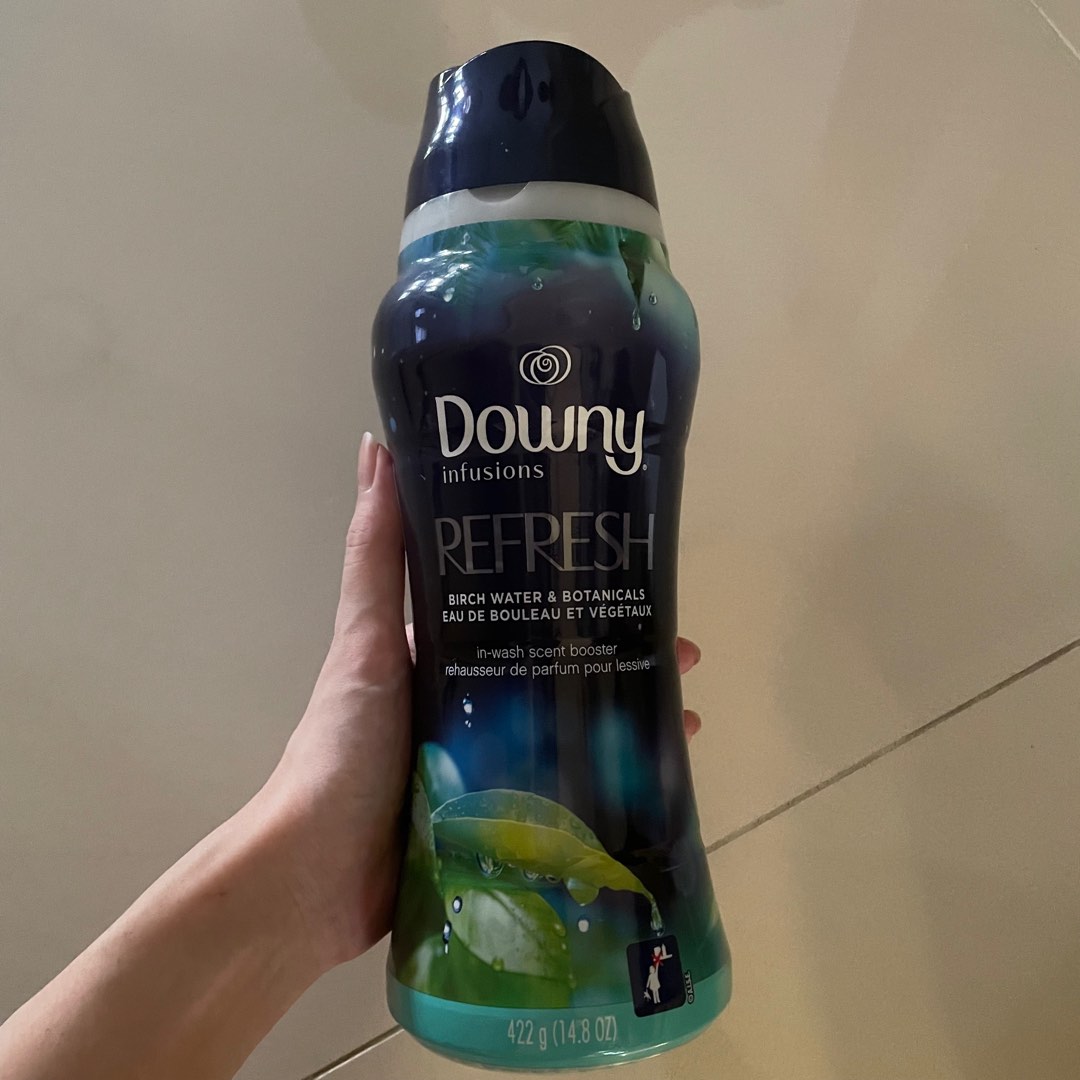 Downy
infusions
REFRESH
BIRCH WATER & BOTANICALS
EAU DE BOULEAU ET VÉGÉTAUX
in-wash scent booster
rehausseur de parfum pour lessive
422 g (14.8 OZ)